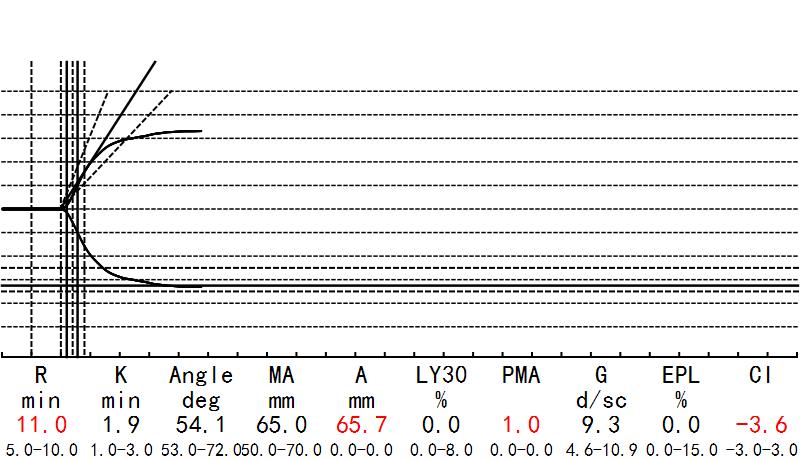 R K Angle MA A LY30 PMA G EPL CI
min min deg mm mm % d/sc %
11.0 1.9 54.1 65.0 65.7 0.0 1.0 9.3 0.0 -3.6
5.0-10.0 1.0-3.0 53.0-72.0 50.0-70.0 0.0-0.0 0.0-8.0 0.0-0.0 4.6-10.9 0.0-15.0 -3.0-3.0